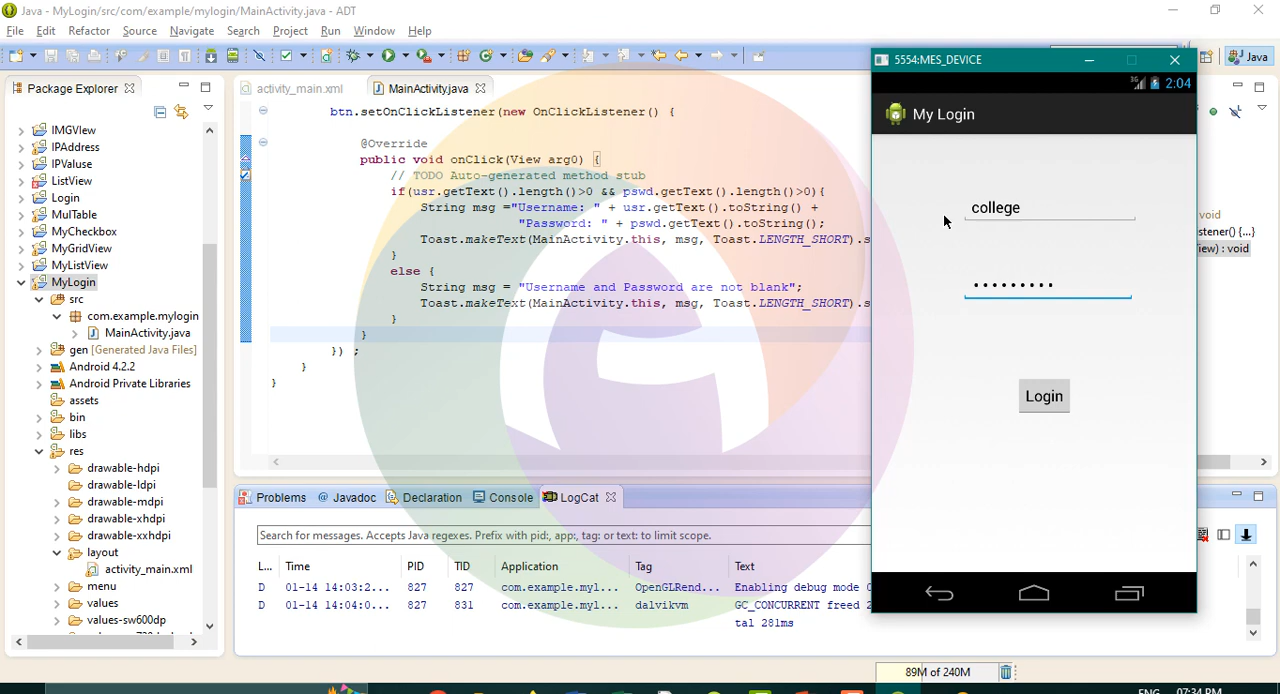 Java - MyLogin/src/com/example/mylogin/MainActivity.java - ADT
File Edit Refactor Source Navigate Search Project Run Window Help
Java
Package Explorer
IMGView
IPAddress
IPValuse
ListView
Login
MulTable
MyCheckbox
MyGridView
MyListView
MyLogin
src
com.example.mylogin
MainActivity.java
gen [Generated Java Files]
Android 4.2.2
Android Private Libraries
assets
bin
libs
res
drawable-hdpi
drawable-ldpi
drawable-mdpi
drawable-xhdpi
drawable-xxhdpi
layout
activity_main.xml
menu
values
values-sw600dp
activity_main.xml MainActivity.java
btn.setOnClickListener(new OnClickListener() {
@Override
public void onClick(View arg0) {
// TODO Auto-generated method stub
if(usr.getText().length()>0 && pswd.getText().length()>0){
String msg ="Username: " + usr.getText().toString() +
"Password: " + pswd.getText().toString();
Toast.makeText(MainActivity.this, msg, Toast.LENGTH_SHORT).s
}
else {
String msg = "Username and Password are not blank";
Toast.makeText(MainActivity.this, msg, Toast.LENGTH_SHORT).s
}
}
}) ;
}
}
5554:MES_DEVICE
3G 2:04
My Login
college
•••••••••
Login
void
stener() {...}
iew) : void
Problems @ Javadoc Declaration Console LogCat
Search for messages. Accepts Java regexes. Prefix with pid:, app:, tag: or text: to limit scope.
L... Time PID TID Application Tag Text
D 01-14 14:03:2... 827 827 com.example.myl... OpenGLRend... Enabling debug mode 0
D 01-14 14:04:0... 827 831 com.example.myl... dalvikvm GC_CONCURRENT freed 2
tal 281ms
89M of 240M
ENG 07:34 PM